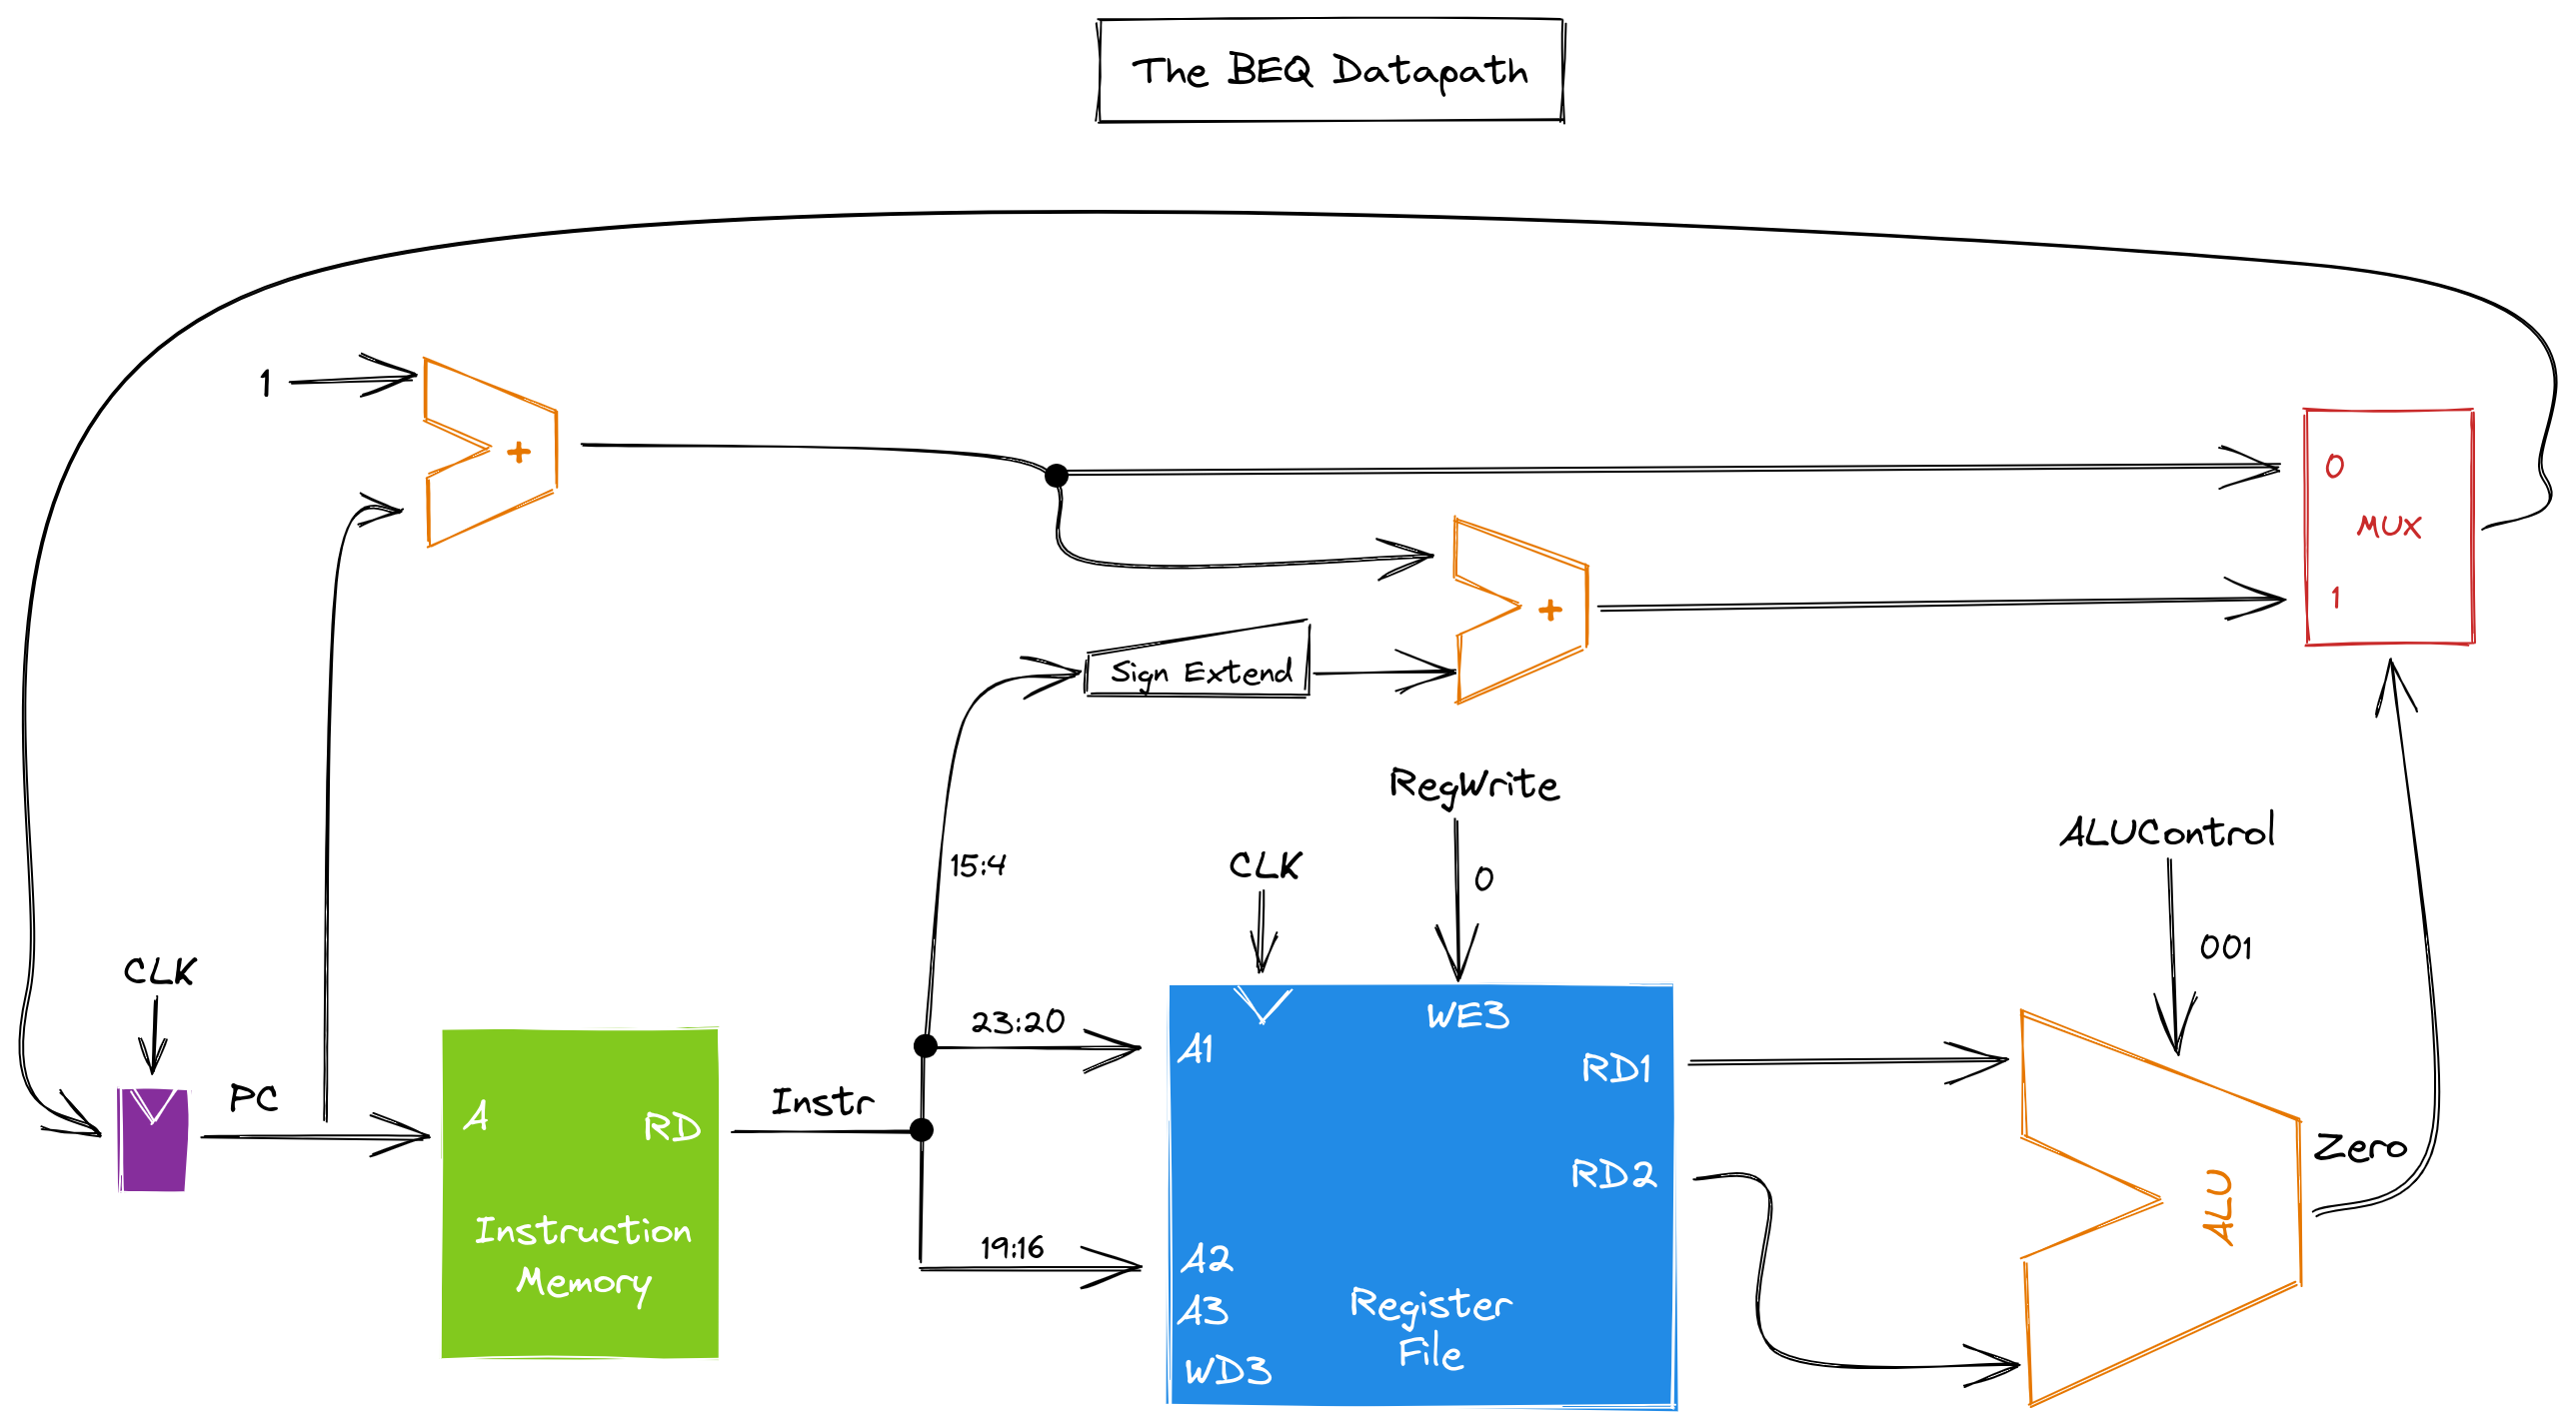 The BEQ Datapath
1
+
0
MUX
1
+
Sign Extend
RegWrite
0
15:4
CLK
ALUControl
001
CLK
PC
A
RD
Instruction
Memory
Instr
23:20
19:16
WE3
A1
RD1
RD2
A2
A3
WD3
Register
File
ALU
Zero